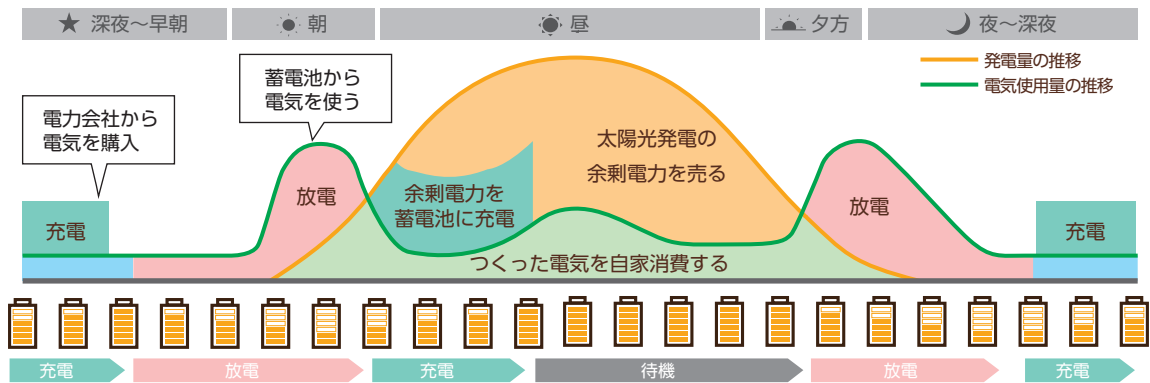 深夜～早朝
朝
昼
夕方
夜～深夜
発電量の推移
電気使用量の推移
蓄電池から
電気を使う
電力会社から
電気を購入
太陽光発電の
余剰電力を売る
放電
余剰電力を
蓄電池に充電
放電
充電
充電
つくった電気を自家消費する
充電
放電
充電
待機
放電
充電